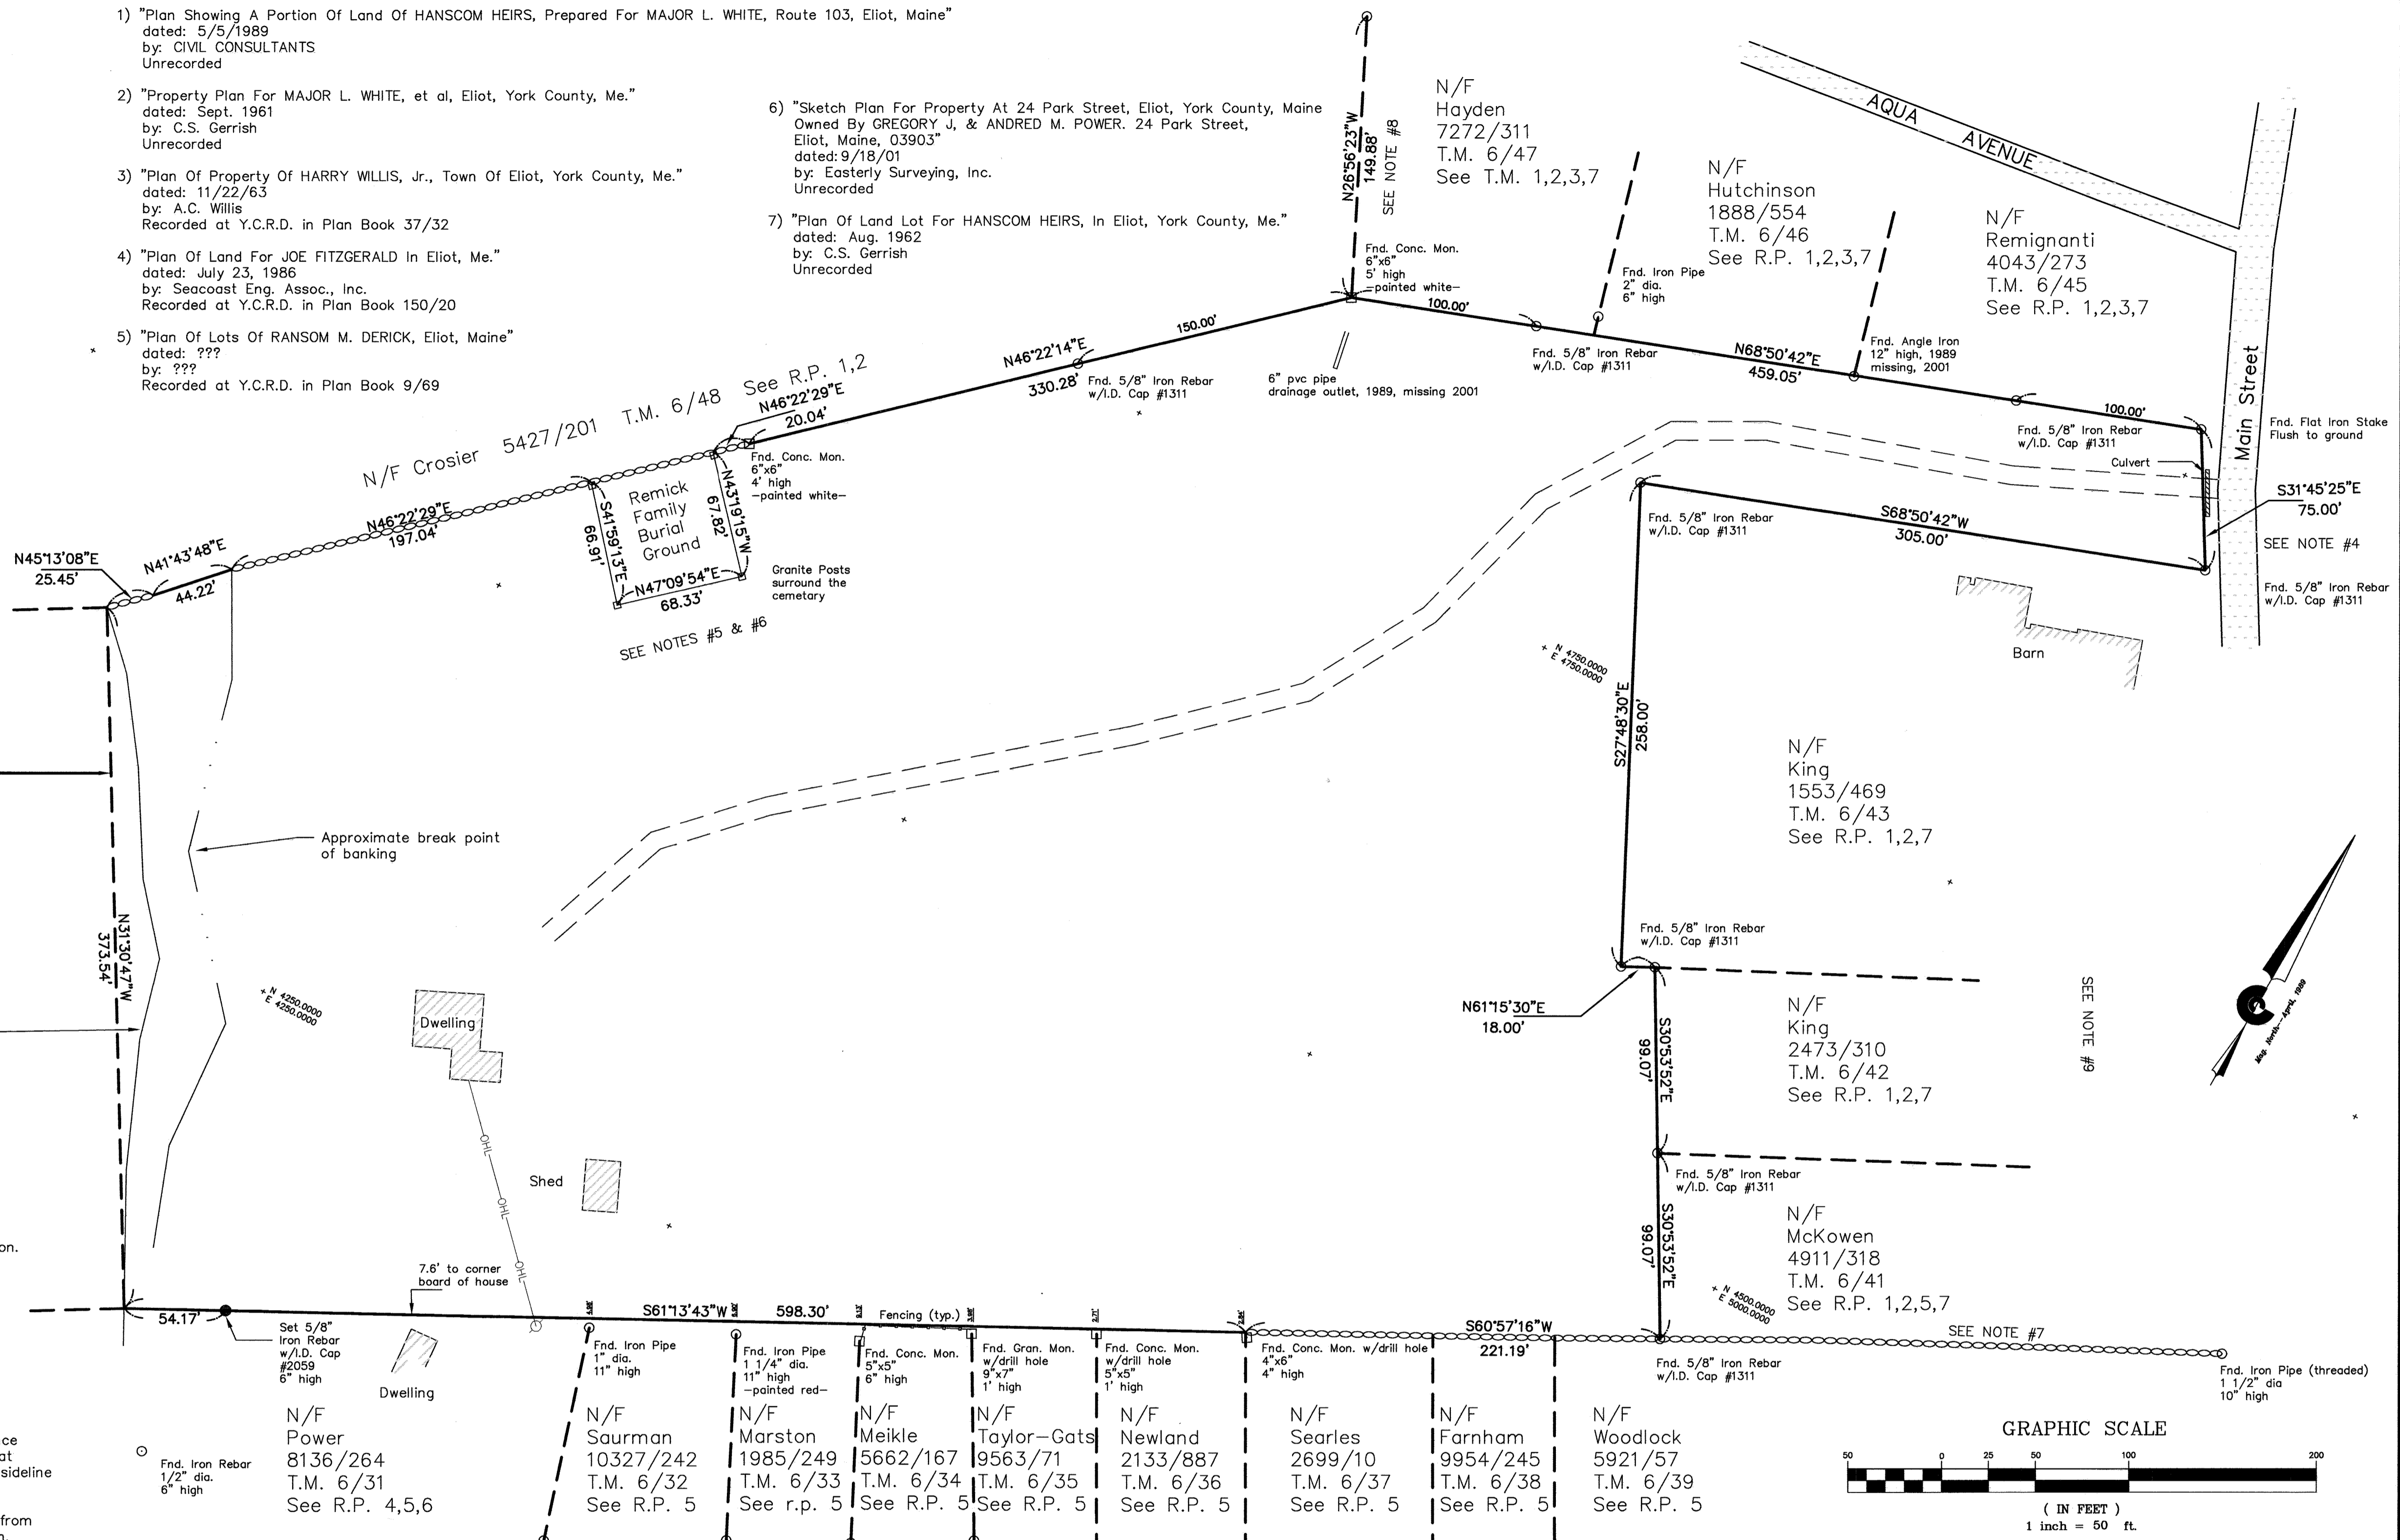 1) "Plan Showing A Portion Of Land Of HANSCOM HEIRS, Prepared For MAJOR L. WHITE, Route 103, Eliot, Maine"
dated: 5/5/1989
by: CIVIL CONSULTANTS
Unrecorded
2) "Property Plan For MAJOR L. WHITE, et al, Eliot, York County, Me."
dated: Sept. 1961
by: C.S. Gerrish
Unrecorded
3) "Plan Of Property Of HARRY WILLIS, Jr., Town Of Eliot, York County, Me."
dated: 11/22/63
by: A.C. Willis
Recorded at Y.C.R.D. in Plan Book 37/32
4) "Plan Of Land For JOE FITZGERALD In Eliot, Me."
dated: July 23, 1986
by: Seacoast Eng. Assoc., Inc.
Recorded at Y.C.R.D. in Plan Book 150/20
5) "Plan Of Lots Of RANSOM M. DERICK, Eliot, Maine"
dated: ???
by: ???
Recorded at Y.C.R.D. in Plan Book 9/69
6) "Sketch Plan For Property At 24 Park Street, Eliot, York County, Maine
Owned By GREGORY J, & ANDRED M. POWER. 24 Park Street,
Eliot, Maine, 03903"
dated: 9/18/01
by: Easterly Surveying, Inc.
Unrecorded
7) "Plan Of Land Lot For HANSCOM HEIRS, In Eliot, York County, Me."
dated: Aug. 1962
by: C.S. Gerrish
Unrecorded
N26°56'23"W
149.88'
SEE NOTE #8
N/F
Hayden
7272/311
T.M. 6/47
See T.M. 1,2,3,7
N/F
Hutchinson
1888/554
T.M. 6/46
See R.P. 1,2,3,7
N/F
Remignanti
4043/273
T.M. 6/45
See R.P. 1,2,3,7
AQUA AVENUE
Main Street
Fnd. Conc. Mon.
6"x6"
5' high
-painted white-
Fnd. Iron Pipe
2" dia.
6" high
100.00'
Fnd. 5/8" Iron Rebar
w/I.D. Cap #1311
N68°50'42"E
459.05'
Fnd. Angle Iron
12" high, 1989
missing, 2001
100.00'
Fnd. 5/8" Iron Rebar
w/I.D. Cap #1311
Fnd. Flat Iron Stake
Flush to ground
Culvert
S31°45'25"E
75.00'
SEE NOTE #4
Fnd. 5/8" Iron Rebar
w/I.D. Cap #1311
150.00'
N46°22'14"E
330.28'
Fnd. 5/8" Iron Rebar
w/I.D. Cap #1311
6" pvc pipe
drainage outlet, 1989, missing 2001
N/F Crosier 5427/201 T.M. 6/48 See R.P. 1,2
N46°22'29"E
20.04'
Fnd. Conc. Mon.
6"x6"
4' high
-painted white-
N46°22'29"E
197.04'
Remick
Family
Burial
Ground
S41°59'13"E
66.91'
N43°19'15"W
67.82'
N47°09'54"E
68.33'
Granite Posts
surround the
cemetary
SEE NOTES #5 & #6
N45°13'08"E
25.45'
N41°43'48"E
44.22'
Fnd. 5/8" Iron Rebar
w/I.D. Cap #1311
S68°50'42"W
305.00'
Barn
N 4750.0000
E 4750.0000
S27°48'30"E
258.00'
N/F
King
1553/469
T.M. 6/43
See R.P. 1,2,7
Approximate break point
of banking
N31°30'47"W
373.54'
N 4250.0000
E 4250.0000
Dwelling
OHL
OHL
OHL
Shed
Fnd. 5/8" Iron Rebar
w/I.D. Cap #1311
N61°15'30"E
18.00'
S30°53'52"E
99.07'
N/F
King
2473/310
T.M. 6/42
See R.P. 1,2,7
SEE NOTE #9
Mag. North - April, 1989
Fnd. 5/8" Iron Rebar
w/I.D. Cap #1311
S30°53'52"E
99.07'
N/F
McKowen
4911/318
T.M. 6/41
See R.P. 1,2,5,7
N 4500.0000
E 5000.0000
on.
7.6' to corner
board of house
54.17'
Set 5/8"
Iron Rebar
w/I.D. Cap
#2059
6" high
Dwelling
S61°13'43"W 598.30'
Fencing (typ.)
2.71'
Fnd. Iron Pipe
1" dia.
11" high
Fnd. Iron Pipe
1 1/4" dia.
11" high
-painted red-
Fnd. Conc. Mon.
5"x5"
6" high
Fnd. Gran. Mon.
w/drill hole
9"x7"
1' high
Fnd. Conc. Mon.
w/drill hole
5"x5"
1' high
Fnd. Conc. Mon. w/drill hole
4"x6"
4" high
S60°57'16"W
221.19'
Fnd. 5/8" Iron Rebar
w/I.D. Cap #1311
SEE NOTE #7
Fnd. Iron Pipe (threaded)
1 1/2" dia
10" high
nce
at
sideline
from
n.
Fnd. Iron Rebar
1/2" dia.
6" high
N/F
Power
8136/264
T.M. 6/31
See R.P. 4,5,6
N/F
Saurman
10327/242
T.M. 6/32
See R.P. 5
N/F
Marston
1985/249
T.M. 6/33
See r.p. 5
N/F
Meikle
5662/167
T.M. 6/34
See R.P. 5
N/F
Taylor-Gats
9563/71
T.M. 6/35
See R.P. 5
N/F
Newland
2133/887
T.M. 6/36
See R.P. 5
N/F
Searles
2699/10
T.M. 6/37
See R.P. 5
N/F
Farnham
9954/245
T.M. 6/38
See R.P. 5
N/F
Woodlock
5921/57
T.M. 6/39
See R.P. 5
GRAPHIC SCALE
50 0 25 50 100 200
( IN FEET )
1 inch = 50 ft.